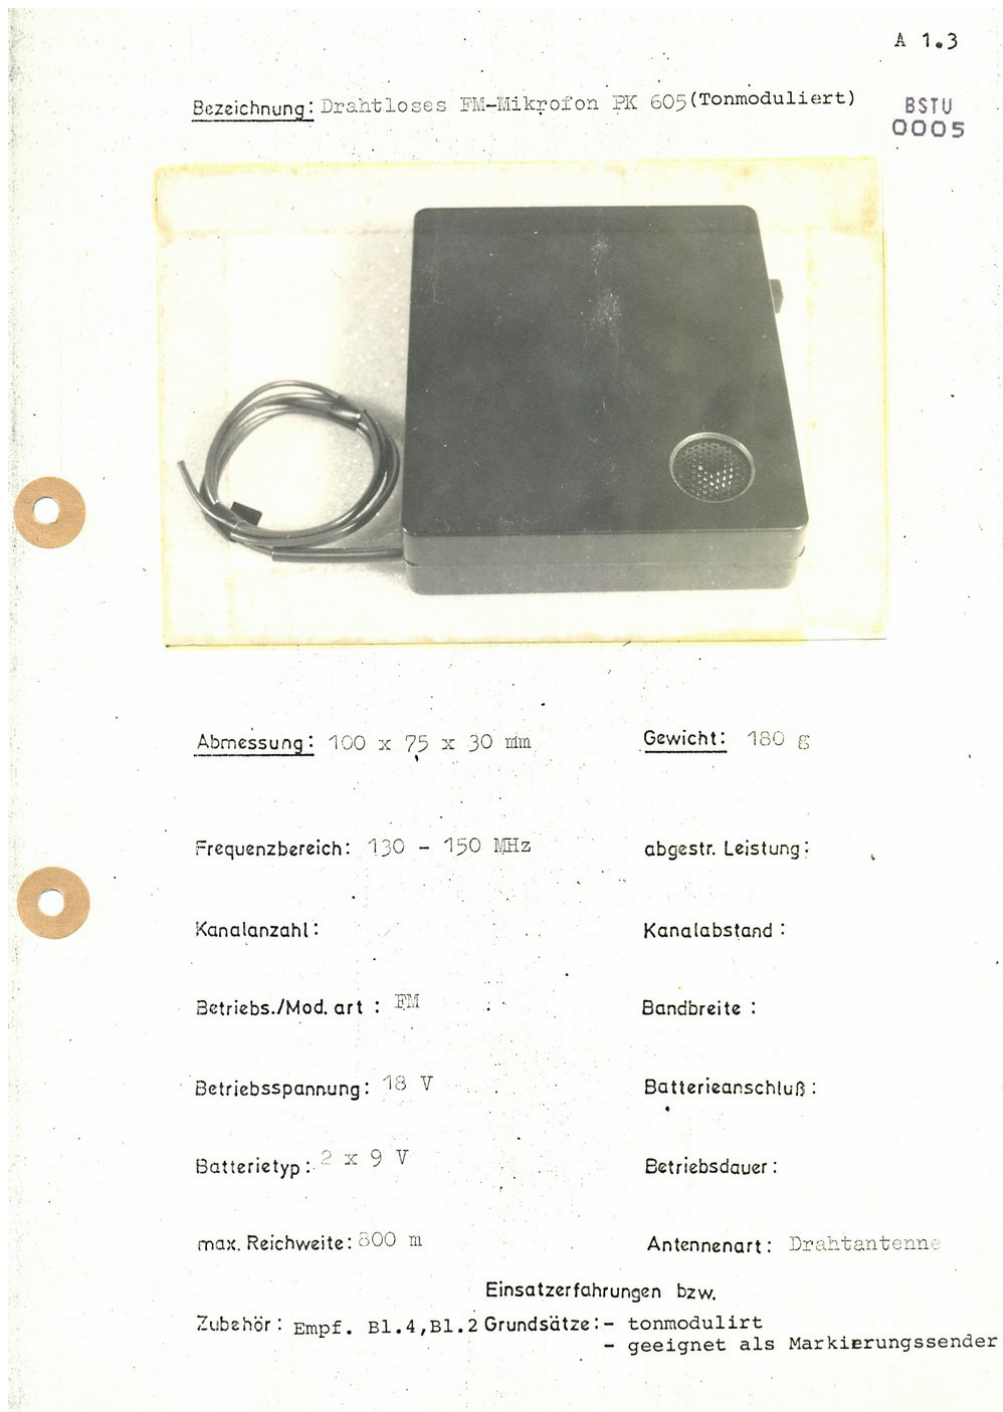 A 1.3
Bezeichnung: Drahtloses FM-Mikrofon PK 605 (Tonmoduliert)
BSTU
0005
Abmessung: 100 x 75 x 30 mm
Gewicht: 180 g
Frequenzbereich: 130 - 150 MHz
abgestr. Leistung:
Kanalanzahl:
Kanalabstand:
Betriebs./Mod. art : FM
Bandbreite :
Betriebsspannung: 18 V
Batterieanschluß:
Batterietyp: 2 x 9 V
Betriebsdauer:
max. Reichweite: 800 m
Antennenart: Drahtantenne
Einsatzerfahrungen bzw.
Zubehör: Empf. B1.4,B1.2 Grundsätze:- tonmodulirt
- geeignet als Markierungssender